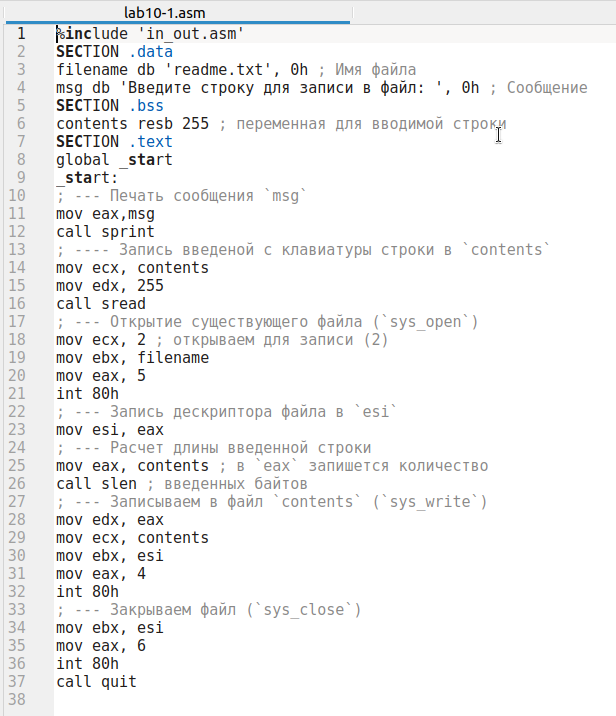 lab10-1.asm
1 %include 'in_out.asm'
2 SECTION .data
3 filename db 'readme.txt', 0h ; Имя файла
4 msg db 'Введите строку для записи в файл: ', 0h ; Сообщение
5 SECTION .bss
6 contents resb 255 ; переменная для вводимой строки
7 SECTION .text
8 global _start
9 _start:
10 ; --- Печать сообщения `msg`
11 mov eax,msg
12 call sprint
13 ; ---- Запись введеной с клавиатуры строки в `contents`
14 mov ecx, contents
15 mov edx, 255
16 call sread
17 ; --- Открытие существующего файла (`sys_open`)
18 mov ecx, 2 ; открываем для записи (2)
19 mov ebx, filename
20 mov eax, 5
21 int 80h
22 ; --- Запись дескриптора файла в `esi`
23 mov esi, eax
24 ; --- Расчет длины введенной строки
25 mov eax, contents ; в `eax` запишется количество
26 call slen ; введенных байтов
27 ; --- Записываем в файл `contents` (`sys_write`)
28 mov edx, eax
29 mov ecx, contents
30 mov ebx, esi
31 mov eax, 4
32 int 80h
33 ; --- Закрываем файл (`sys_close`)
34 mov ebx, esi
35 mov eax, 6
36 int 80h
37 call quit
38